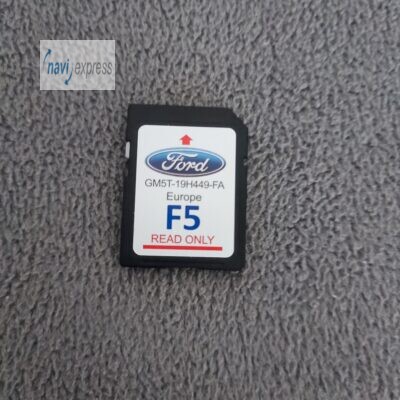 navi express
Ford
GM5T-19H449-FA
Europe
F5
READ ONLY